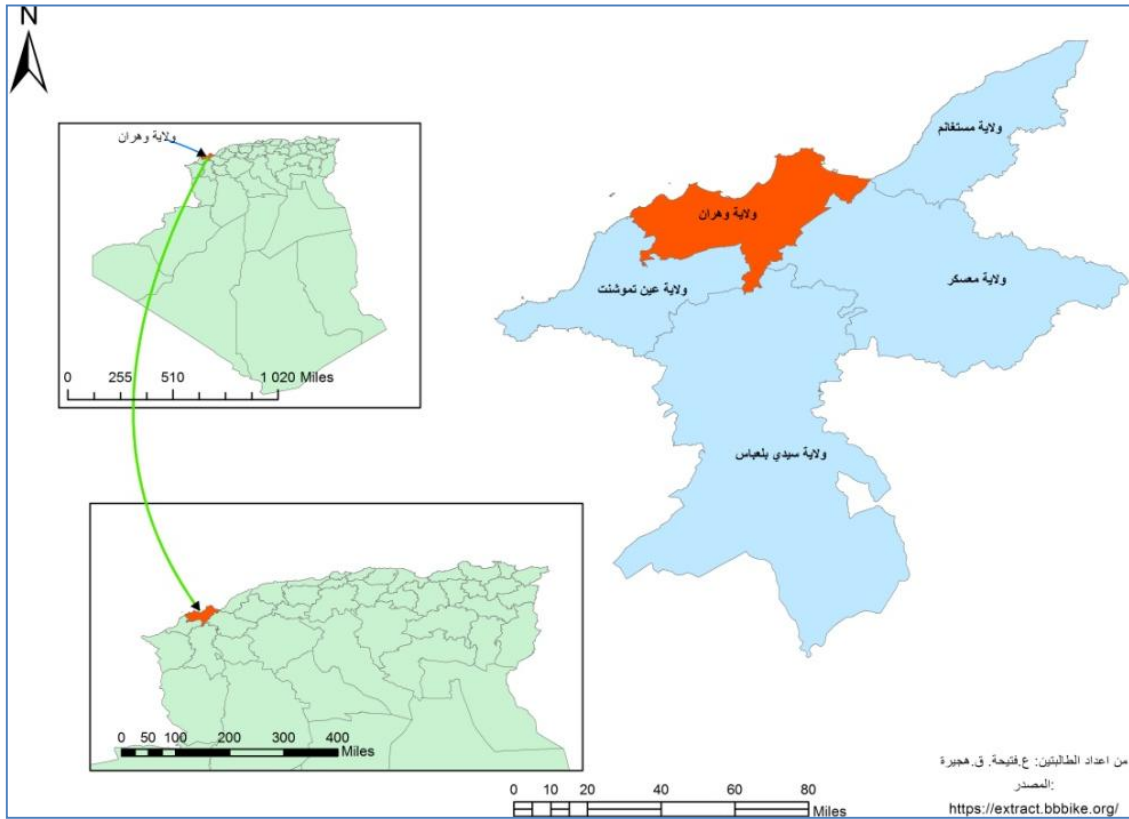 N
ولاية وهران
0 255 510 1 020 Miles
0 50 100 200 300 400
Miles
ولاية مستغانم
ولاية وهران
ولاية معسكر
ولاية عين تموشنت
ولاية سيدي بلعباس
0 10 20 40 60 80
Miles
من اعداد الطالبتين: ع.فتيحة. ق.هجيرة
المصدر:
https://extract.bbbike.org/